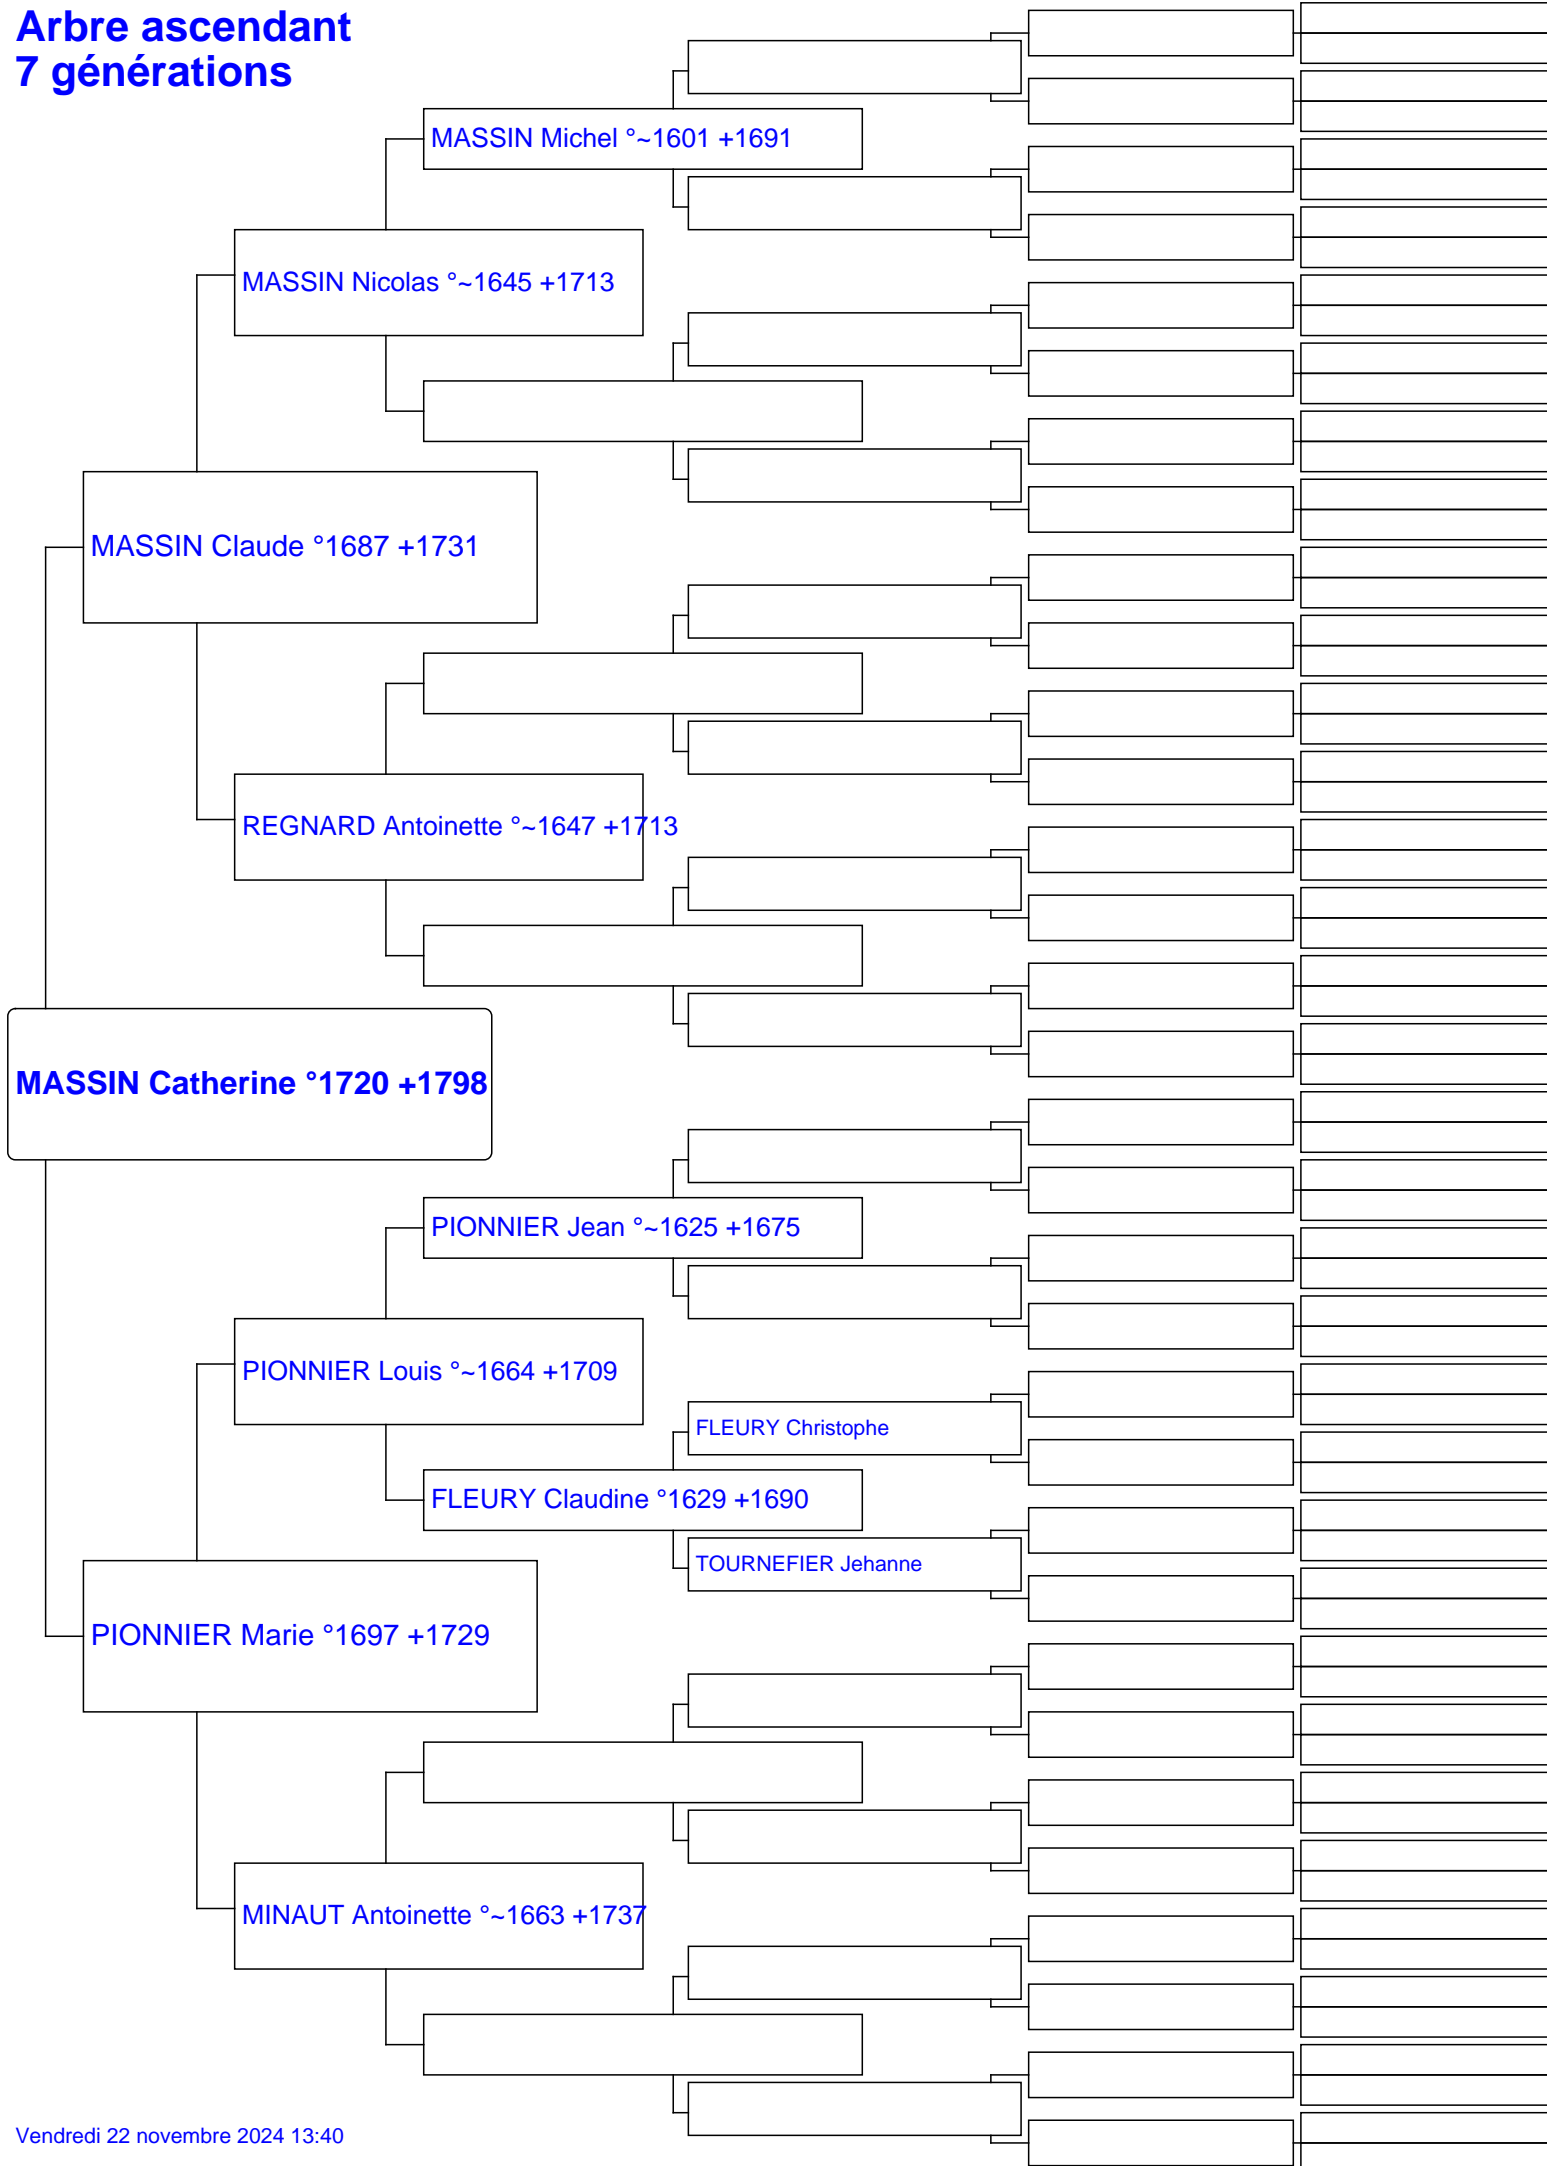 Arbre ascendant
7 générations
MASSIN Michel °~1601 +1691
MASSIN Nicolas °~1645 +1713
MASSIN Claude °1687 +1731
REGNARD Antoinette °~1647 +1713
MASSIN Catherine °1720 +1798
PIONNIER Jean °~1625 +1675
PIONNIER Louis °~1664 +1709
FLEURY Christophe
FLEURY Claudine °1629 +1690
TOURNEFIER Jehanne
PIONNIER Marie °1697 +1729
MINAUT Antoinette °~1663 +1737
Vendredi 22 novembre 2024 13:40